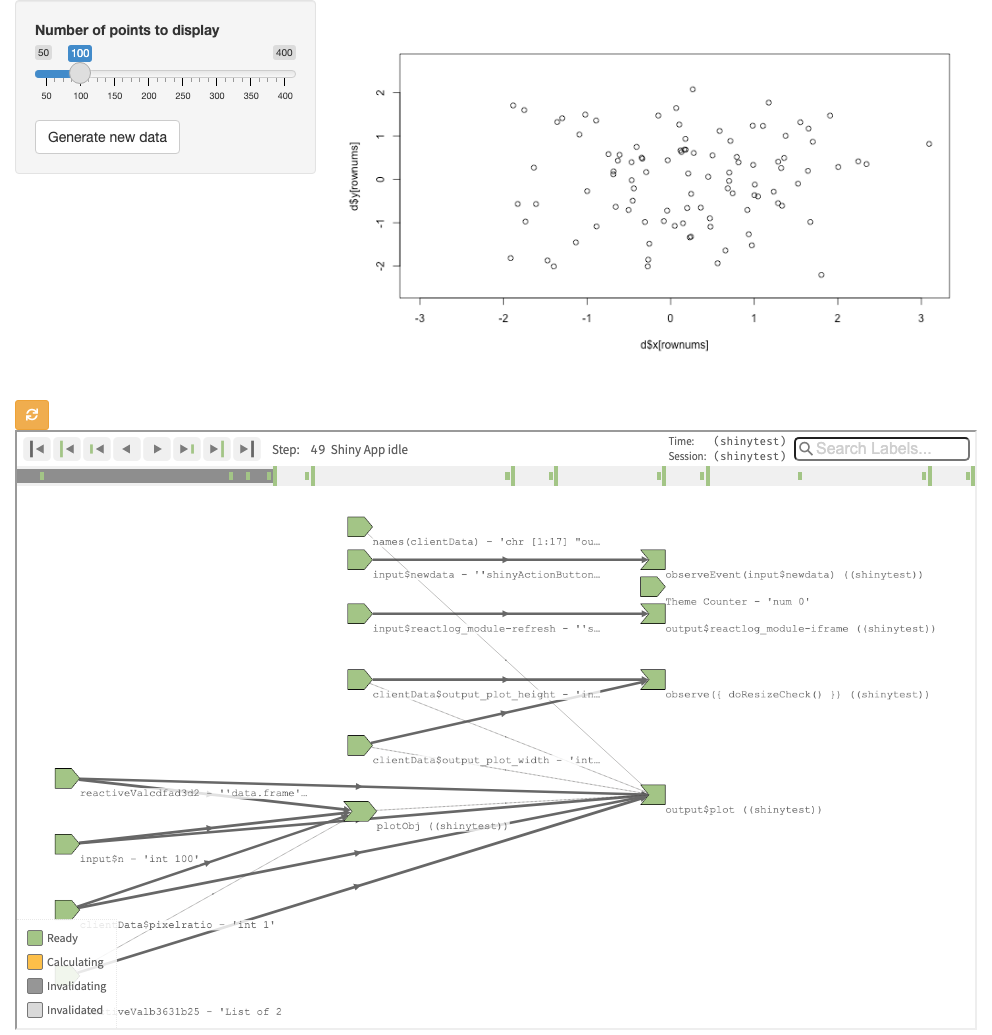 Number of points to display
50 100 400
50 100 150 200 250 300 350 400
Generate new data
d$y[rownums]
2
1
0
-1
-2
-3 -2 -1 0 1 2 3
d$x[rownums]
Step: 49 Shiny App idle
Time: (shinytest)
Session: (shinytest)
Search Labels...
names(clientData) - 'chr [1:17] "ou…
input$newdata - ''shinyActionButton…
observeEvent(input$newdata) ((shinytest))
Theme Counter - 'num 0'
input$reactlog_module-refresh - ''s…
output$reactlog_module-iframe ((shinytest))
clientData$output_plot_height - 'in…
observe({ doResizeCheck() }) ((shinytest))
clientData$output_plot_width - 'int…
reactiveValcdfad3d2 - ''data.frame'…
output$plot ((shinytest))
plotObj ((shinytest))
input$n - 'int 100'
clientData$pixelratio - 'int 1'
Ready
Calculating
Invalidating
Invalidated
tiveValb3631b25 - 'List of 2